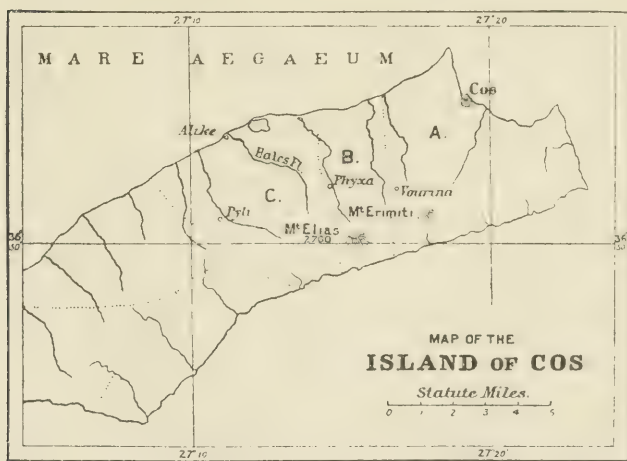 27°10
27°20
MARE AEGAEUM
Cos
Alike
A.
Hales Fl.
B.
Phyxa
Vourina
C.
Pyli
Mt Erimiti
Mt Elias
2700
36
30
36
30
MAP OF THE
ISLAND OF COS
Statute Miles.
0 1 2 3 4 5
27°10
27°20'